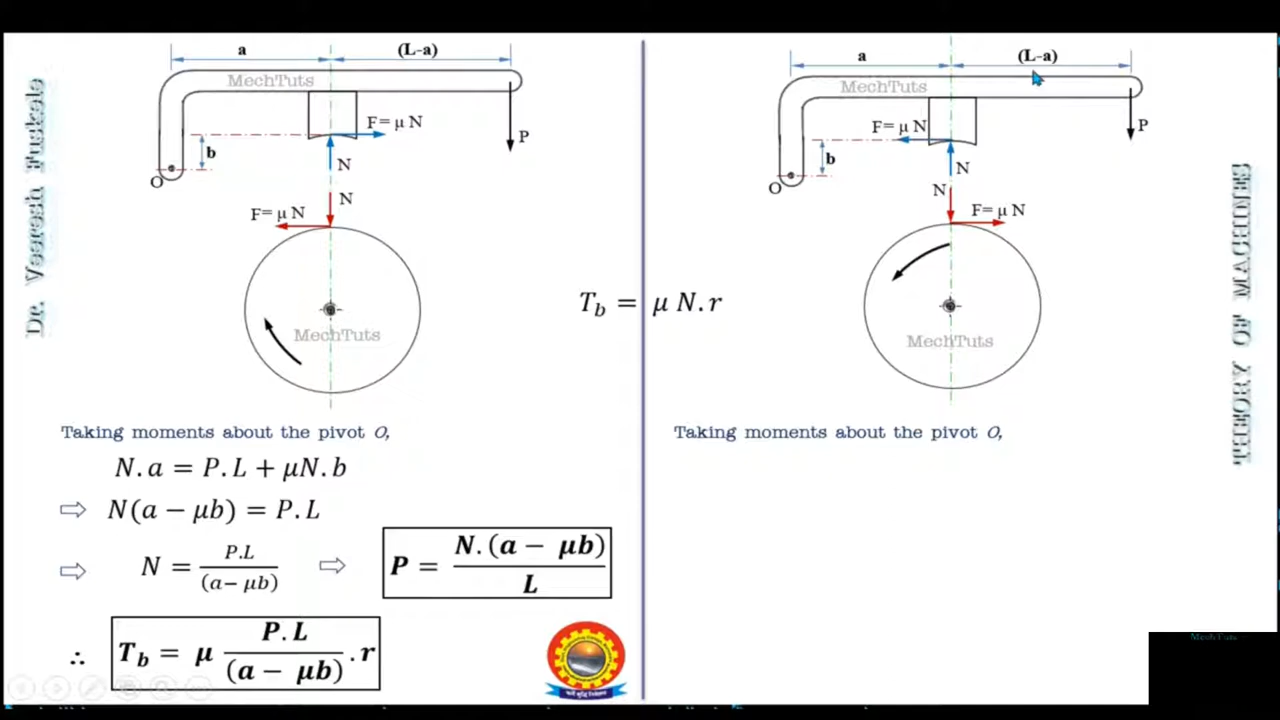 Dr. Veeresh Fuskele
a
(L-a)
MechTuts
F= μ N
P
b
N
O
N
F= μ N
MechTuts
Taking moments about the pivot O,
N.a = P.L + μN.b
⇨ N(a − μb) = P.L
⇨ N = P.L / (a− μb) ⇨ P = N.(a − μb) / L
∴ T_b = μ P.L / (a − μb) .r
T_b = μ N.r
a
(L-a)
MechTuts
F= μ N
P
b
N
O
N
F= μ N
MechTuts
Taking moments about the pivot O,
THEORY OF MACHINES
MechTuts